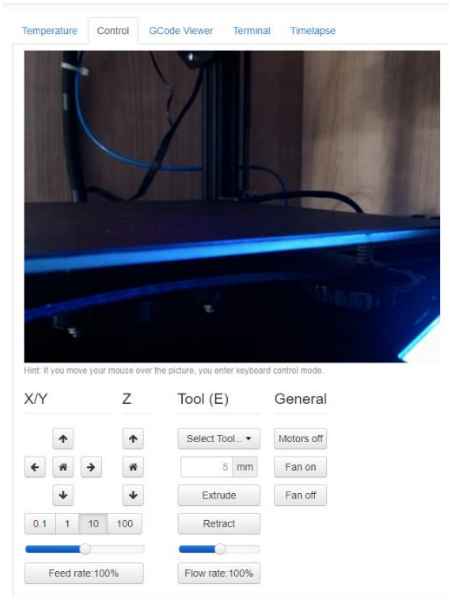 Temperature Control GCode Viewer Terminal Timelapse
Hint: If you move your mouse over the picture, you enter keyboard control mode.
X/Y Z Tool (E) General
Select Tool... Motors off
5 mm Fan on
Extrude Fan off
0.1 1 10 100 Retract
Feed rate:100% Flow rate:100%